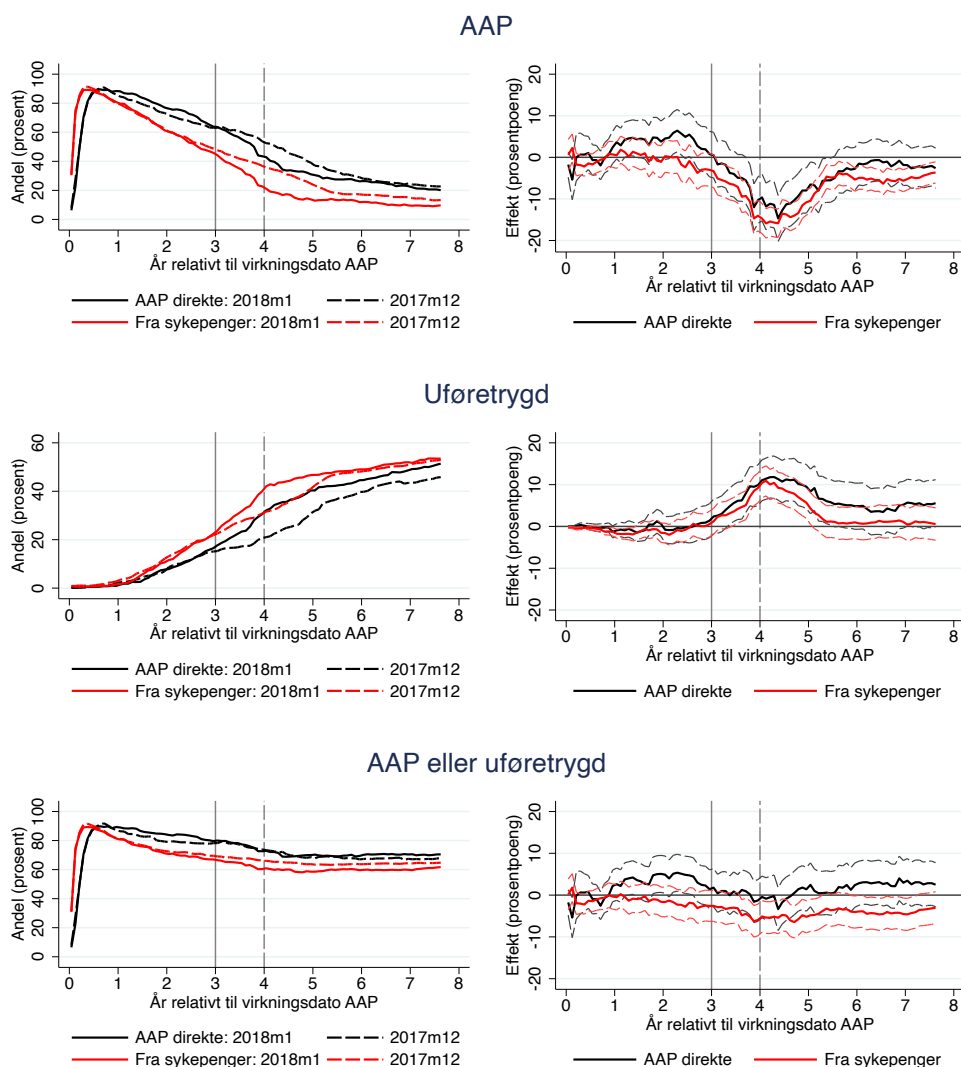 AAP
Andel (prosent)
100
80
60
40
20
0
0 1 2 3 4 5 6 7 8
År relativt til virkningsdato AAP
AAP direkte: 2018m1 2017m12
Fra sykepenger: 2018m1 2017m12
Effekt (prosentpoeng)
20
10
0
-10
-20
0 1 2 3 4 5 6 7 8
År relativt til virkningsdato AAP
AAP direkte Fra sykepenger
Uføretrygd
Andel (prosent)
60
40
20
0
0 1 2 3 4 5 6 7 8
År relativt til virkningsdato AAP
AAP direkte: 2018m1 2017m12
Fra sykepenger: 2018m1 2017m12
Effekt (prosentpoeng)
20
10
0
-10
-20
0 1 2 3 4 5 6 7 8
År relativt til virkningsdato AAP
AAP direkte Fra sykepenger
AAP eller uføretrygd
Andel (prosent)
100
80
60
40
20
0
0 1 2 3 4 5 6 7 8
År relativt til virkningsdato AAP
AAP direkte: 2018m1 2017m12
Fra sykepenger: 2018m1 2017m12
Effekt (prosentpoeng)
20
10
0
-10
-20
0 1 2 3 4 5 6 7 8
År relativt til virkningsdato AAP
AAP direkte Fra sykepenger